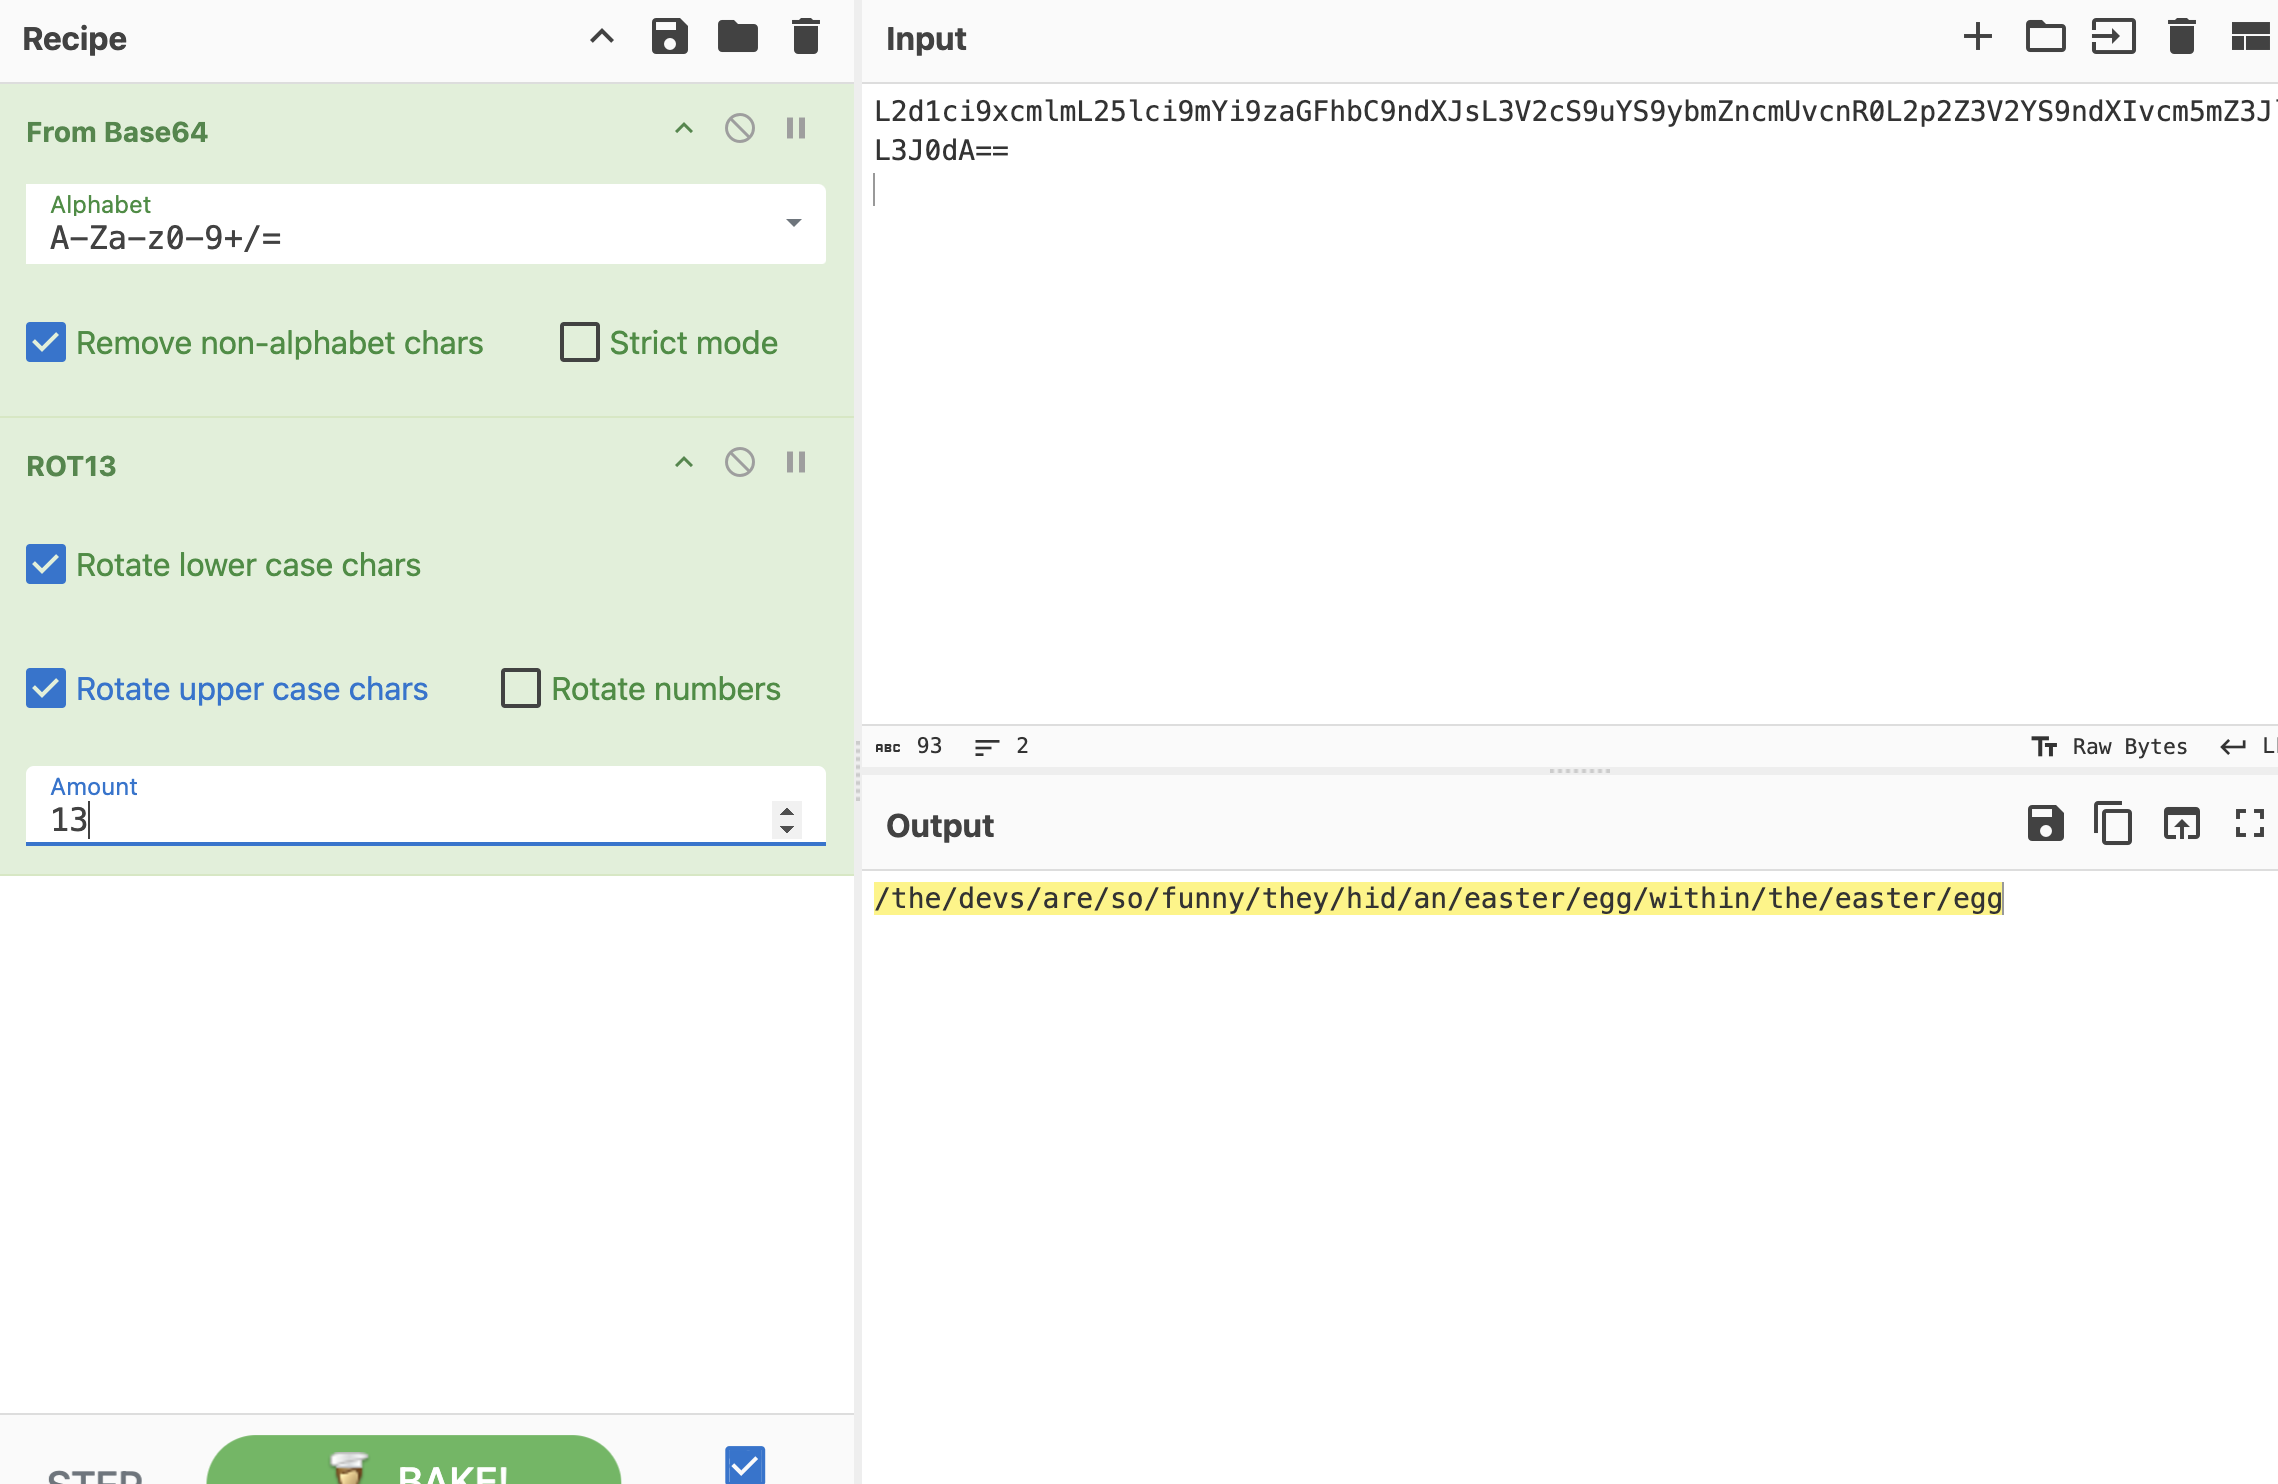 Recipe
From Base64
Alphabet
A-Za-z0-9+/=
Remove non-alphabet chars
Strict mode
ROT13
Rotate lower case chars
Rotate upper case chars
Rotate numbers
Amount
13
STEP
BAKE!
Input
L2d1ci9xcmlmL25lci9mYi9zaGFhbC9ndXJsL3V2cS9uYS9ybmZncmUvcnR0L2p2Z3V2YS9ndXIvcm5mZ3J
L3J0dA==
ABC 93
2
Raw Bytes
Output
/the/devs/are/so/funny/they/hid/an/easter/egg/within/the/easter/egg